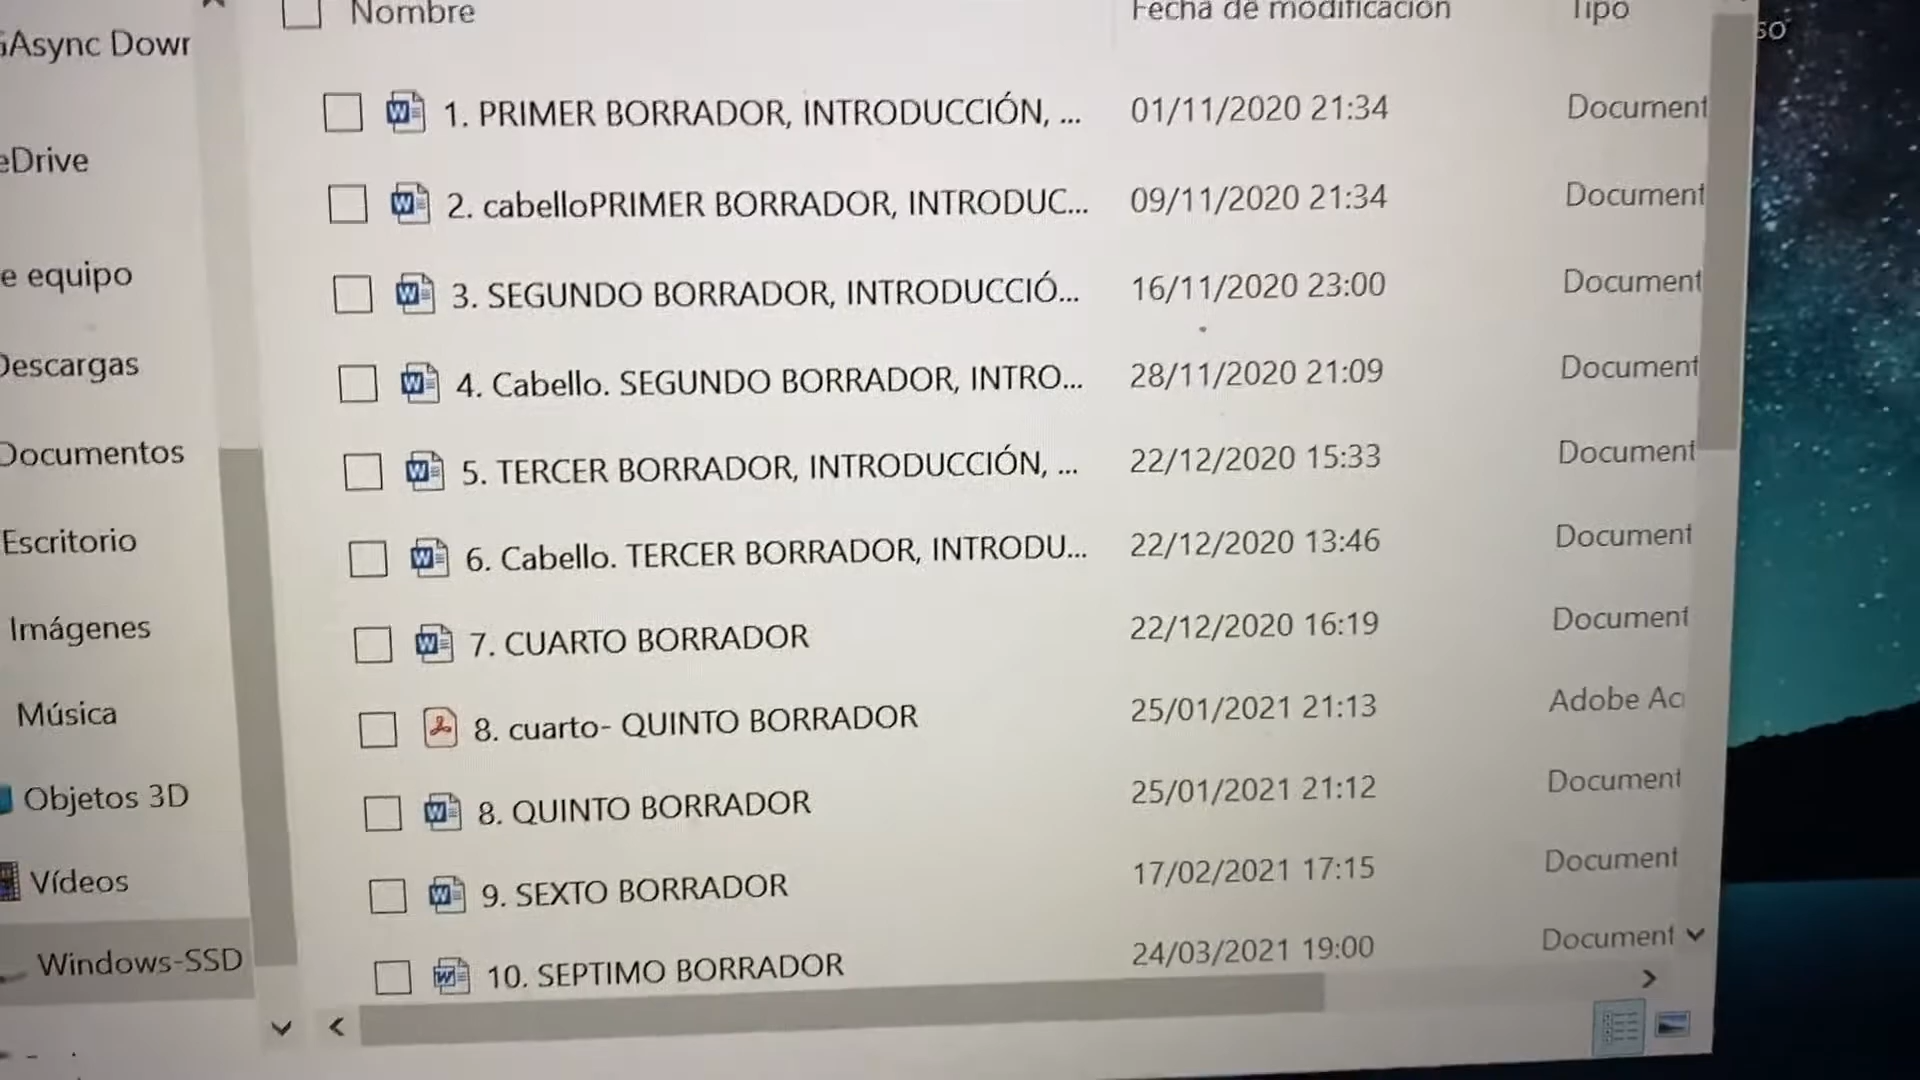 Nombre Fecha de modificación Tipo
GAsync Dowr
so
1. PRIMER BORRADOR, INTRODUCCIÓN, ... 01/11/2020 21:34 Document
eDrive
2. cabelloPRIMER BORRADOR, INTRODUC... 09/11/2020 21:34 Document
e equipo
3. SEGUNDO BORRADOR, INTRODUCCIÓ... 16/11/2020 23:00 Document
Descargas
4. Cabello. SEGUNDO BORRADOR, INTRO... 28/11/2020 21:09 Document
Documentos
5. TERCER BORRADOR, INTRODUCCIÓN, ... 22/12/2020 15:33 Document
Escritorio
6. Cabello. TERCER BORRADOR, INTRODU... 22/12/2020 13:46 Document
Imágenes
7. CUARTO BORRADOR 22/12/2020 16:19 Document
Música
8. cuarto- QUINTO BORRADOR 25/01/2021 21:13 Adobe Ac
Objetos 3D
8. QUINTO BORRADOR 25/01/2021 21:12 Document
Vídeos
9. SEXTO BORRADOR 17/02/2021 17:15 Document
Windows-SSD
10. SEPTIMO BORRADOR 24/03/2021 19:00 Document